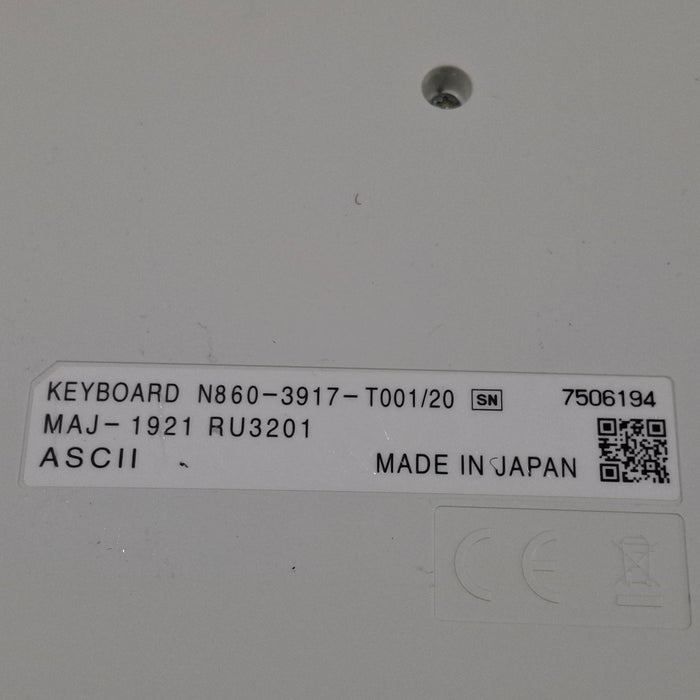 KEYBOARD N860-3917-T001/20 SN 7506194
MAJ-1921 RU3201
ASCII MADE IN JAPAN
CE